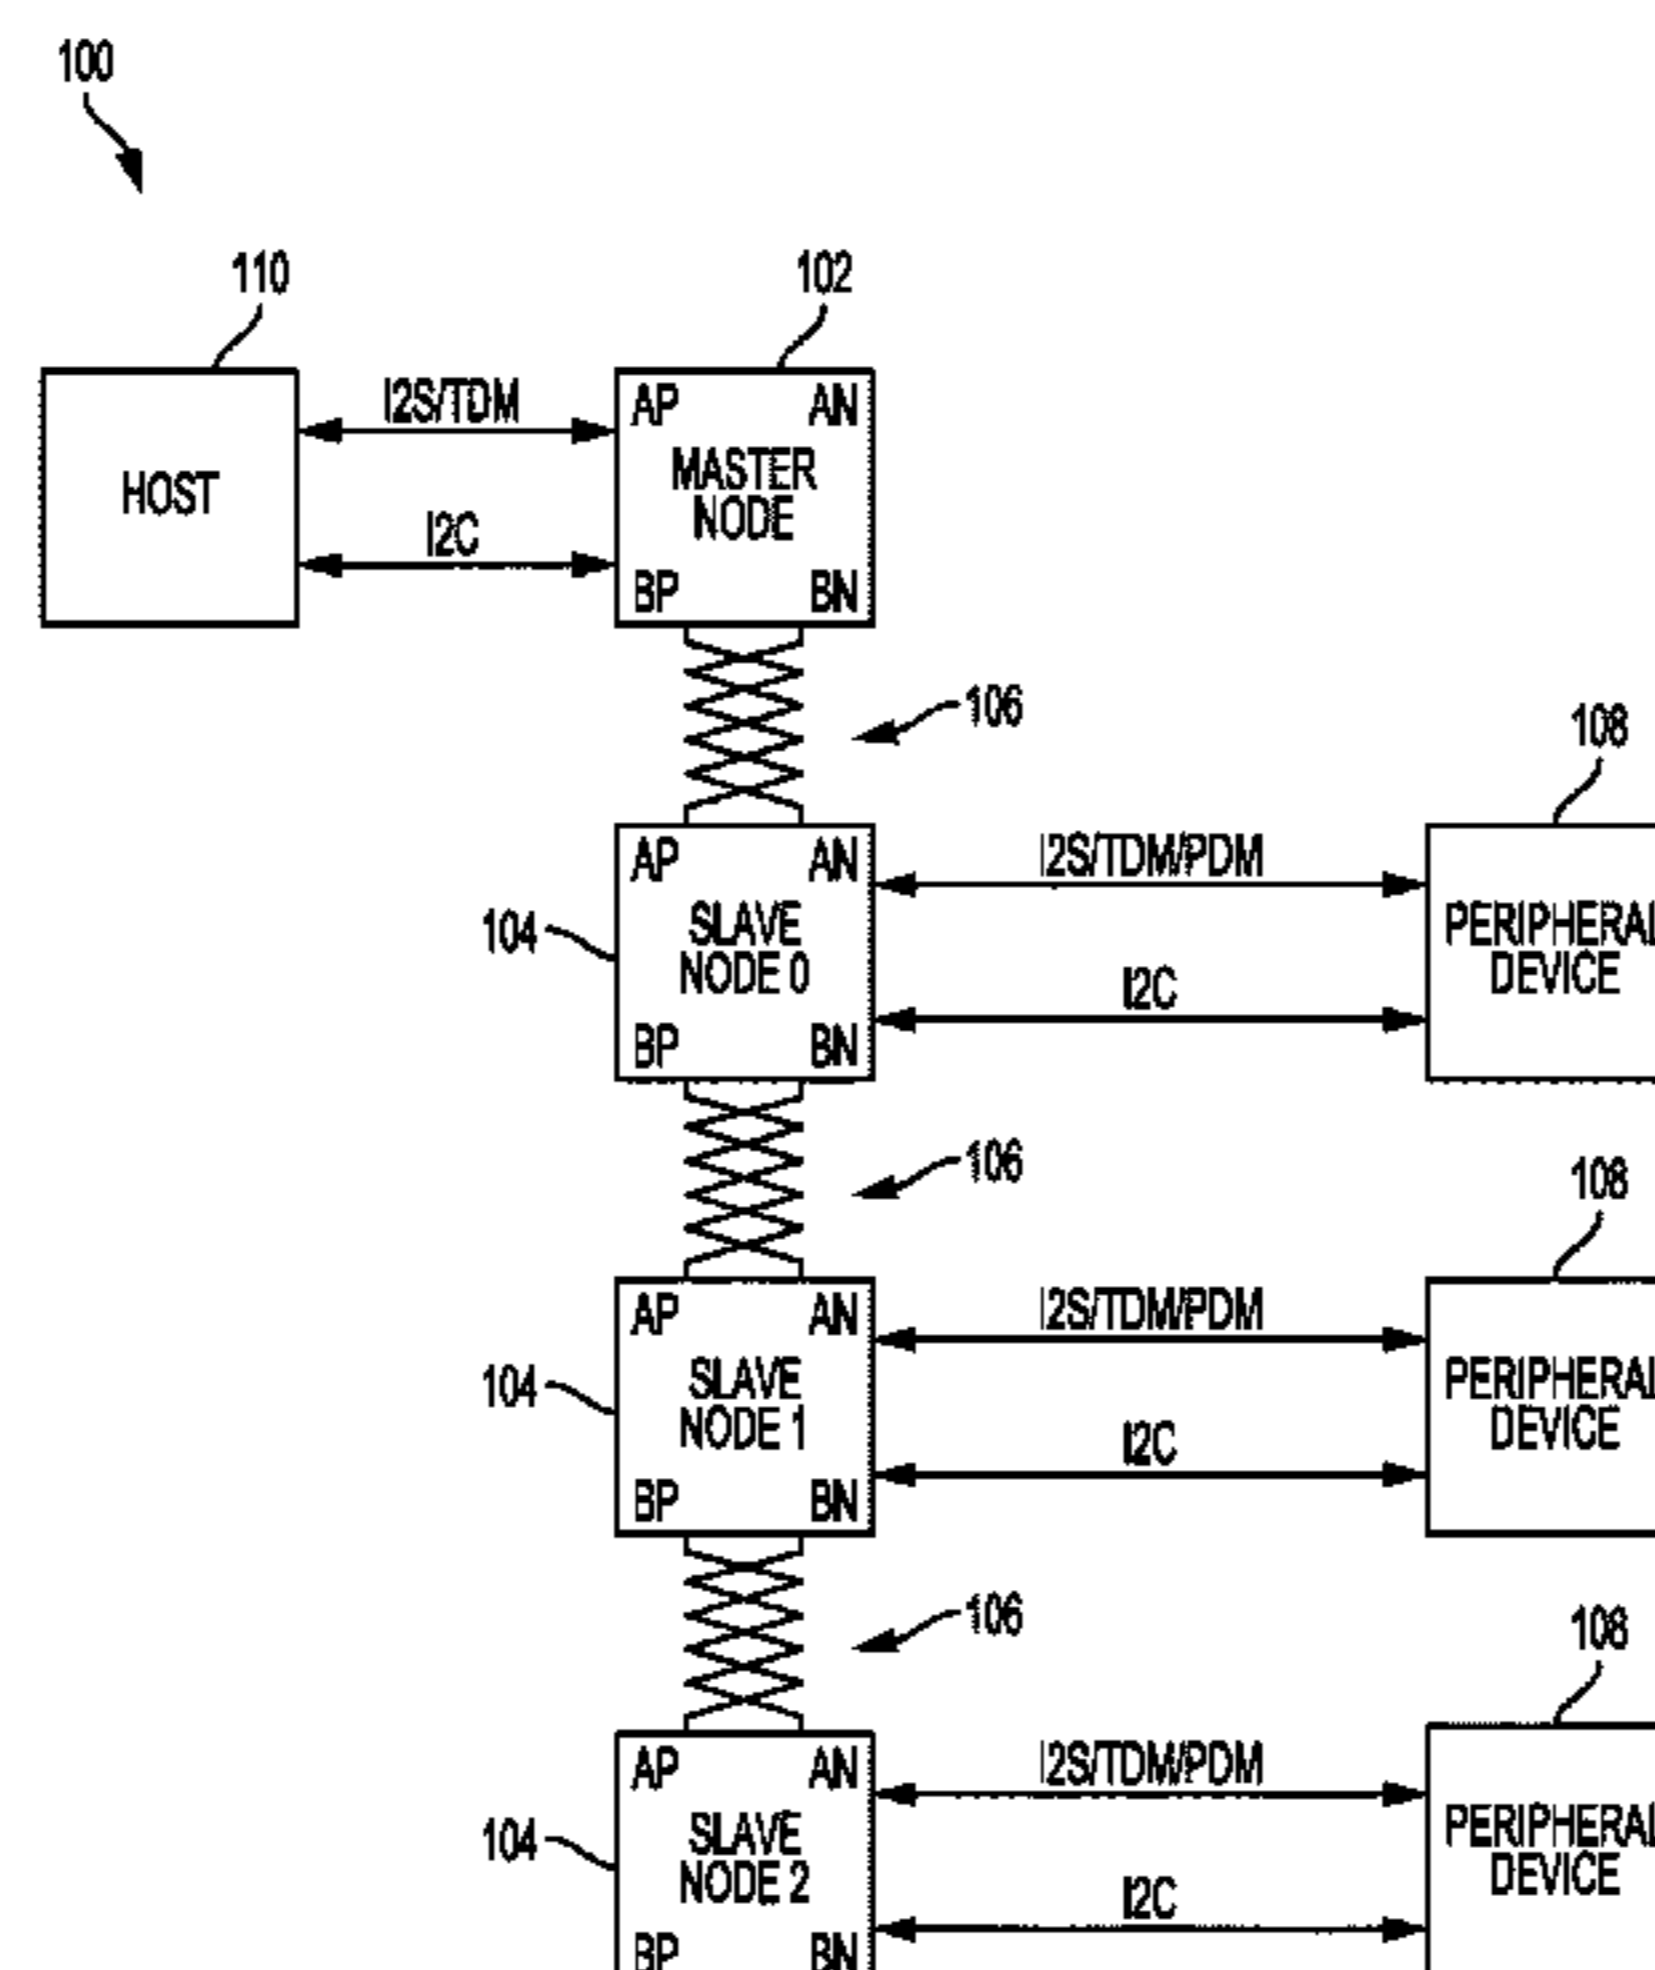 100
110
102
I2S/TDM
AP AN
HOST
MASTER
NODE
I2C
BP BN
106
108
AP AN
I2S/TDM/PDM
104
SLAVE
NODE 0
PERIPHERAL
DEVICE
I2C
BP BN
106
108
AP AN
I2S/TDM/PDM
104
SLAVE
NODE 1
PERIPHERAL
DEVICE
I2C
BP BN
106
108
AP AN
I2S/TDM/PDM
104
SLAVE
NODE 2
PERIPHERAL
DEVICE
I2C
BP BN